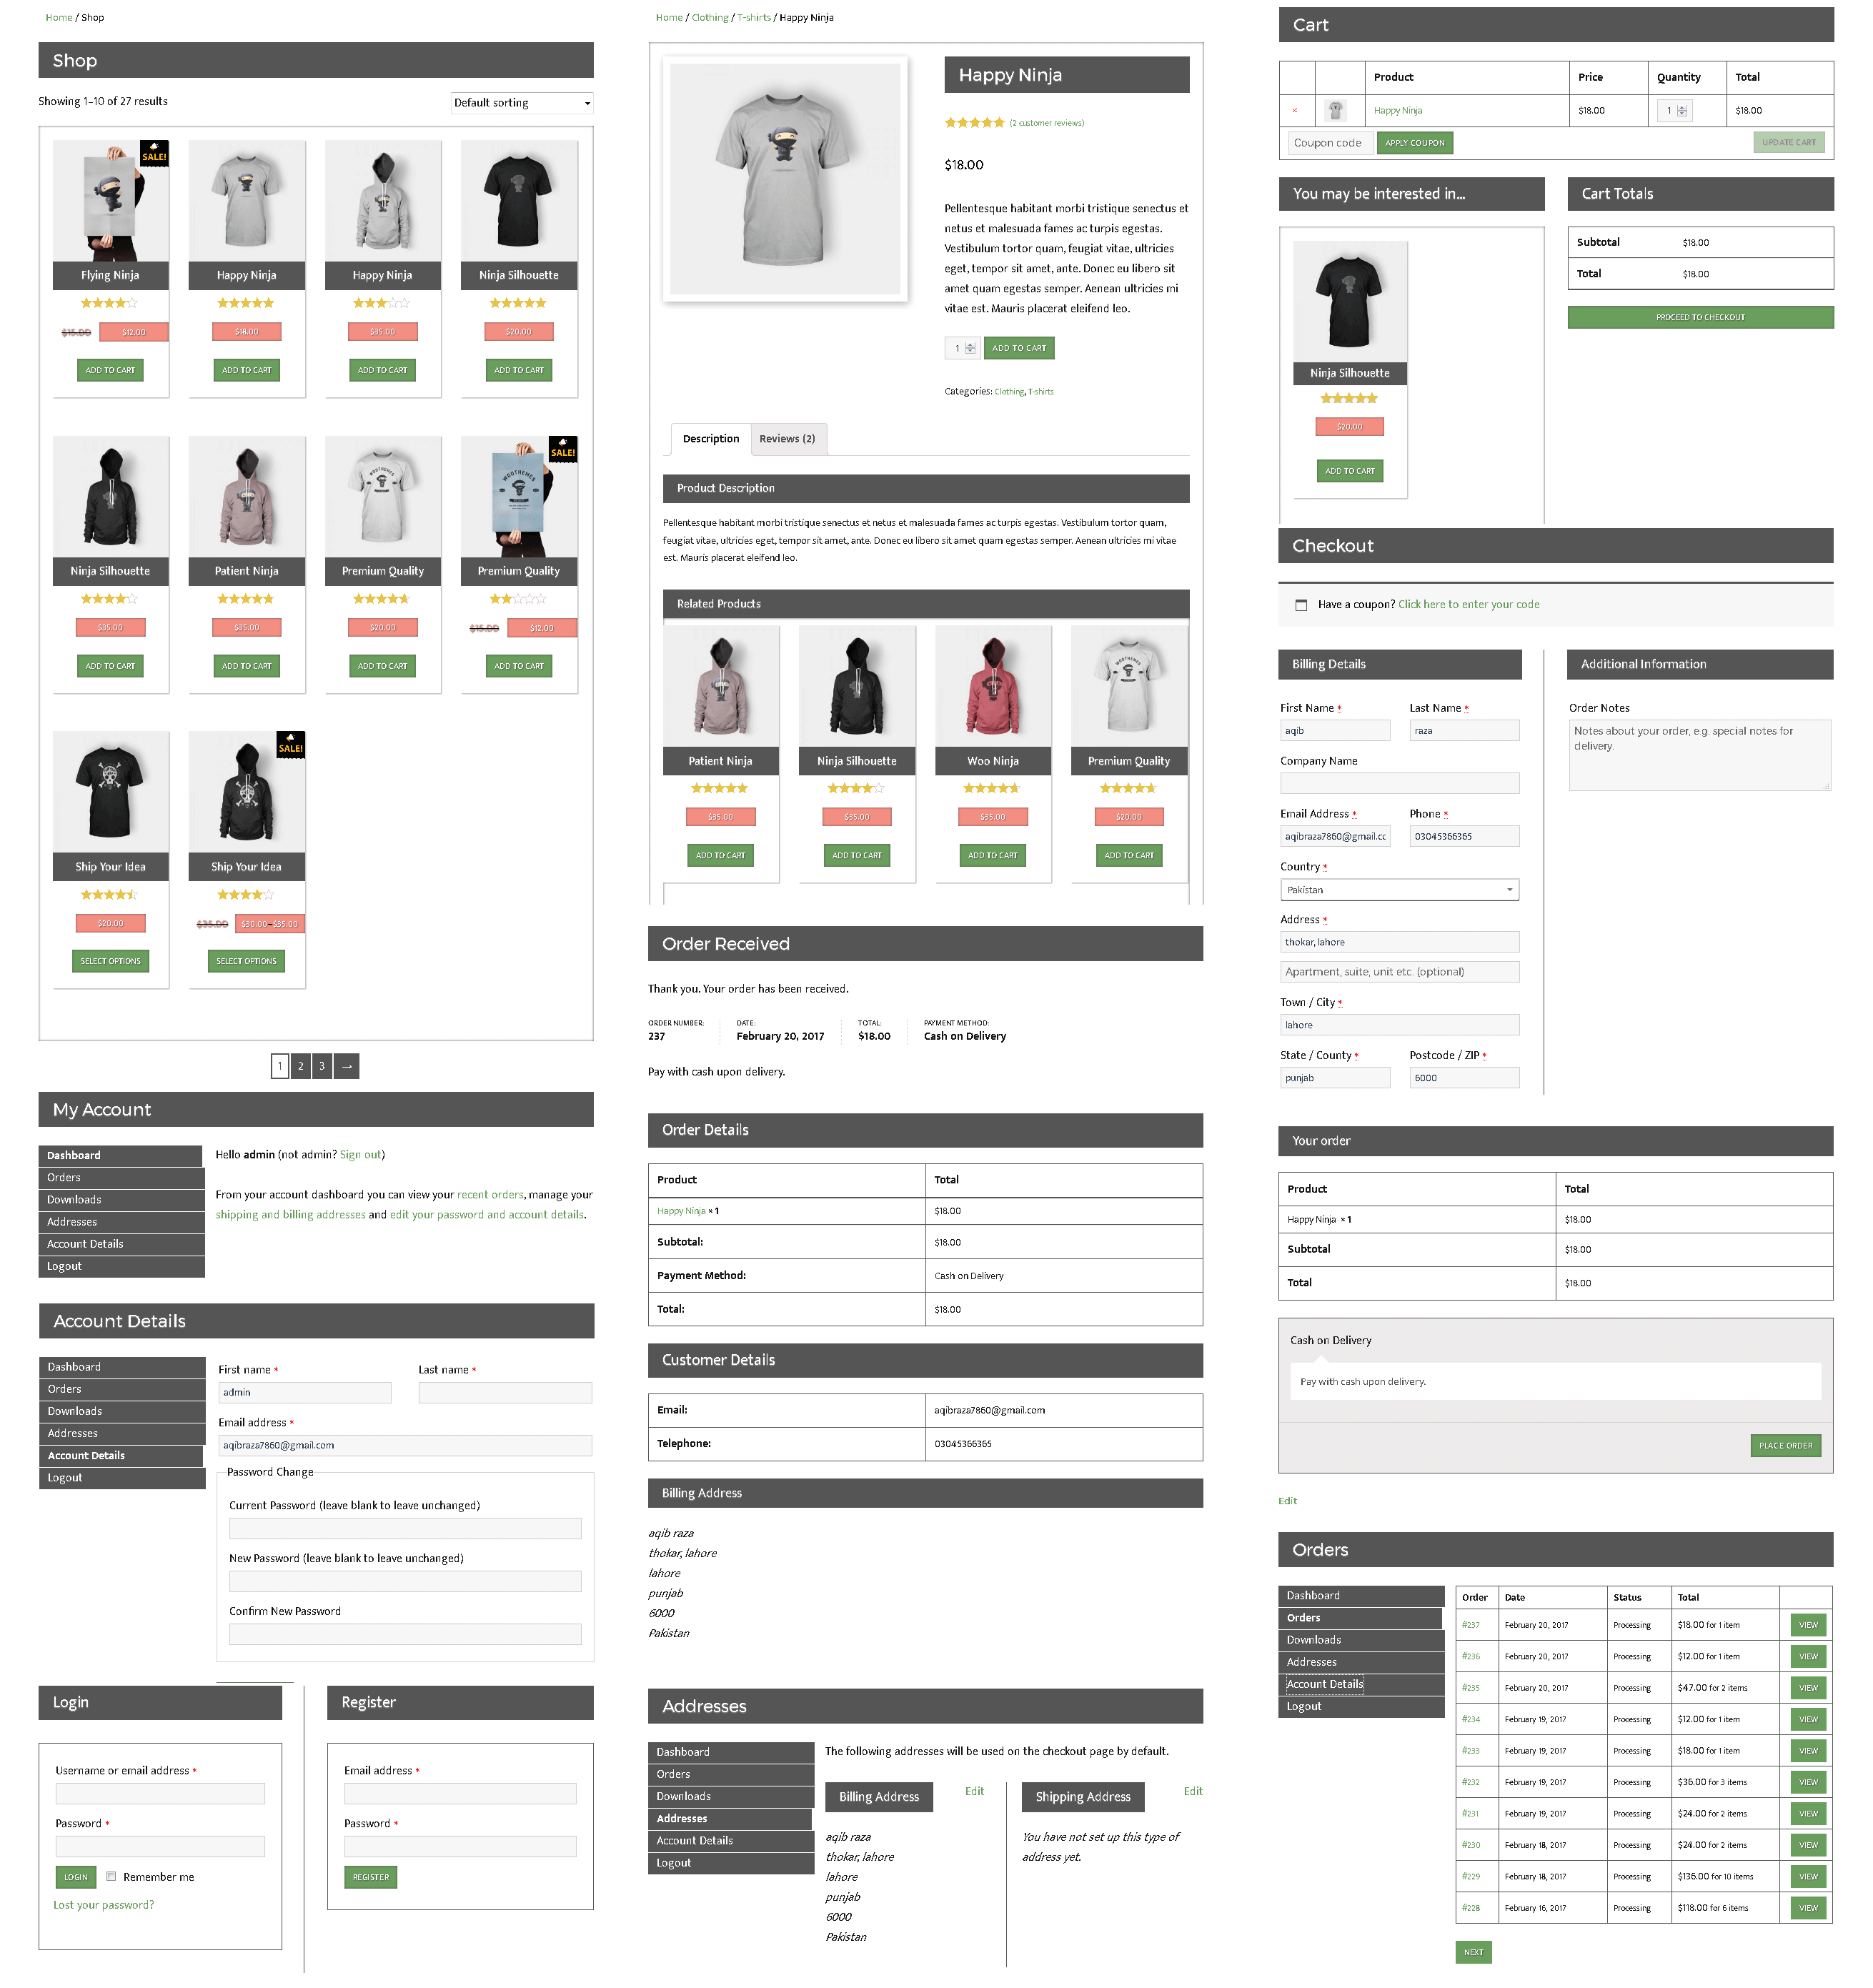 Home / Shop
Shop
Showing 1–10 of 27 results
Default sorting
SALE!
Flying Ninja
Happy Ninja
Happy Ninja
Ninja Silhouette
$15.00 $12.00
$18.00
$35.00
$20.00
ADD TO CART
ADD TO CART
ADD TO CART
ADD TO CART
WOOTHEMES
WOOTHEMES
SALE!
Ninja Silhouette
Patient Ninja
Premium Quality
Premium Quality
$35.00
$35.00
$20.00
$15.00 $12.00
ADD TO CART
ADD TO CART
ADD TO CART
ADD TO CART
SALE!
Ship Your Idea
Ship Your Idea
$20.00
$35.00 $30.00–$35.00
SELECT OPTIONS
SELECT OPTIONS
1 2 3 →
My Account
Dashboard
Orders
Downloads
Addresses
Account Details
Logout
Hello admin (not admin? Sign out)
From your account dashboard you can view your recent orders, manage your
shipping and billing addresses and edit your password and account details.
Account Details
Dashboard
Orders
Downloads
Addresses
Account Details
Logout
First name *
Last name *
admin
Email address *
aqibraza7860@gmail.com
Password Change
Current Password (leave blank to leave unchanged)
New Password (leave blank to leave unchanged)
Confirm New Password
Login
Username or email address *
Password *
LOGIN Remember me
Lost your password?
Register
Email address *
Password *
REGISTER
Home / Clothing / T-shirts / Happy Ninja
Happy Ninja
(2 customer reviews)
$18.00
Pellentesque habitant morbi tristique senectus et
netus et malesuada fames ac turpis egestas.
Vestibulum tortor quam, feugiat vitae, ultricies
eget, tempor sit amet, ante. Donec eu libero sit
amet quam egestas semper. Aenean ultricies mi
vitae est. Mauris placerat eleifend leo.
1 ADD TO CART
Categories: Clothing, T-shirts
Description
Reviews (2)
Product Description
Pellentesque habitant morbi tristique senectus et netus et malesuada fames ac turpis egestas. Vestibulum tortor quam,
feugiat vitae, ultricies eget, tempor sit amet, ante. Donec eu libero sit amet quam egestas semper. Aenean ultricies mi vitae
est. Mauris placerat eleifend leo.
Related Products
WOOTHEMES
Patient Ninja
Ninja Silhouette
Woo Ninja
Premium Quality
$35.00
$35.00
$35.00
$20.00
ADD TO CART
ADD TO CART
ADD TO CART
ADD TO CART
Order Received
Thank you. Your order has been received.
ORDER NUMBER:
237
DATE:
February 20, 2017
TOTAL:
$18.00
PAYMENT METHOD:
Cash on Delivery
Pay with cash upon delivery.
Order Details
Product Total
Happy Ninja × 1 $18.00
Subtotal: $18.00
Payment Method: Cash on Delivery
Total: $18.00
Customer Details
Email: aqibraza7860@gmail.com
Telephone: 03045366365
Billing Address
aqib raza
thokar, lahore
lahore
punjab
6000
Pakistan
Addresses
Dashboard
Orders
Downloads
Addresses
Account Details
Logout
The following addresses will be used on the checkout page by default.
Billing Address
Edit
aqib raza
thokar, lahore
lahore
punjab
6000
Pakistan
Shipping Address
Edit
You have not set up this type of
address yet.
Cart
Product Price Quantity Total
× Happy Ninja $18.00 1 $18.00
Coupon code APPLY COUPON UPDATE CART
You may be interested in...
Ninja Silhouette
$20.00
ADD TO CART
Cart Totals
Subtotal $18.00
Total $18.00
PROCEED TO CHECKOUT
Checkout
Have a coupon? Click here to enter your code
Billing Details
First Name *
Last Name *
aqib
raza
Company Name
Email Address *
Phone *
aqibraza7860@gmail.cc
03045366365
Country *
Pakistan
Address *
thokar, lahore
Apartment, suite, unit etc. (optional)
Town / City *
lahore
State / County *
Postcode / ZIP *
punjab
6000
Additional Information
Order Notes
Notes about your order, e.g. special notes for
delivery.
Your order
Product Total
Happy Ninja × 1 $18.00
Subtotal $18.00
Total $18.00
Cash on Delivery
Pay with cash upon delivery.
PLACE ORDER
Edit
Orders
Dashboard
Orders
Downloads
Addresses
Account Details
Logout
Order Date Status Total
#237 February 20, 2017 Processing $18.00 for 1 item VIEW
#236 February 20, 2017 Processing $12.00 for 1 item VIEW
#235 February 20, 2017 Processing $47.00 for 2 items VIEW
#234 February 19, 2017 Processing $12.00 for 1 item VIEW
#233 February 19, 2017 Processing $18.00 for 1 item VIEW
#232 February 19, 2017 Processing $36.00 for 3 items VIEW
#231 February 19, 2017 Processing $24.00 for 2 items VIEW
#230 February 18, 2017 Processing $24.00 for 2 items VIEW
#229 February 18, 2017 Processing $136.00 for 10 items VIEW
#228 February 16, 2017 Processing $118.00 for 6 items VIEW
NEXT